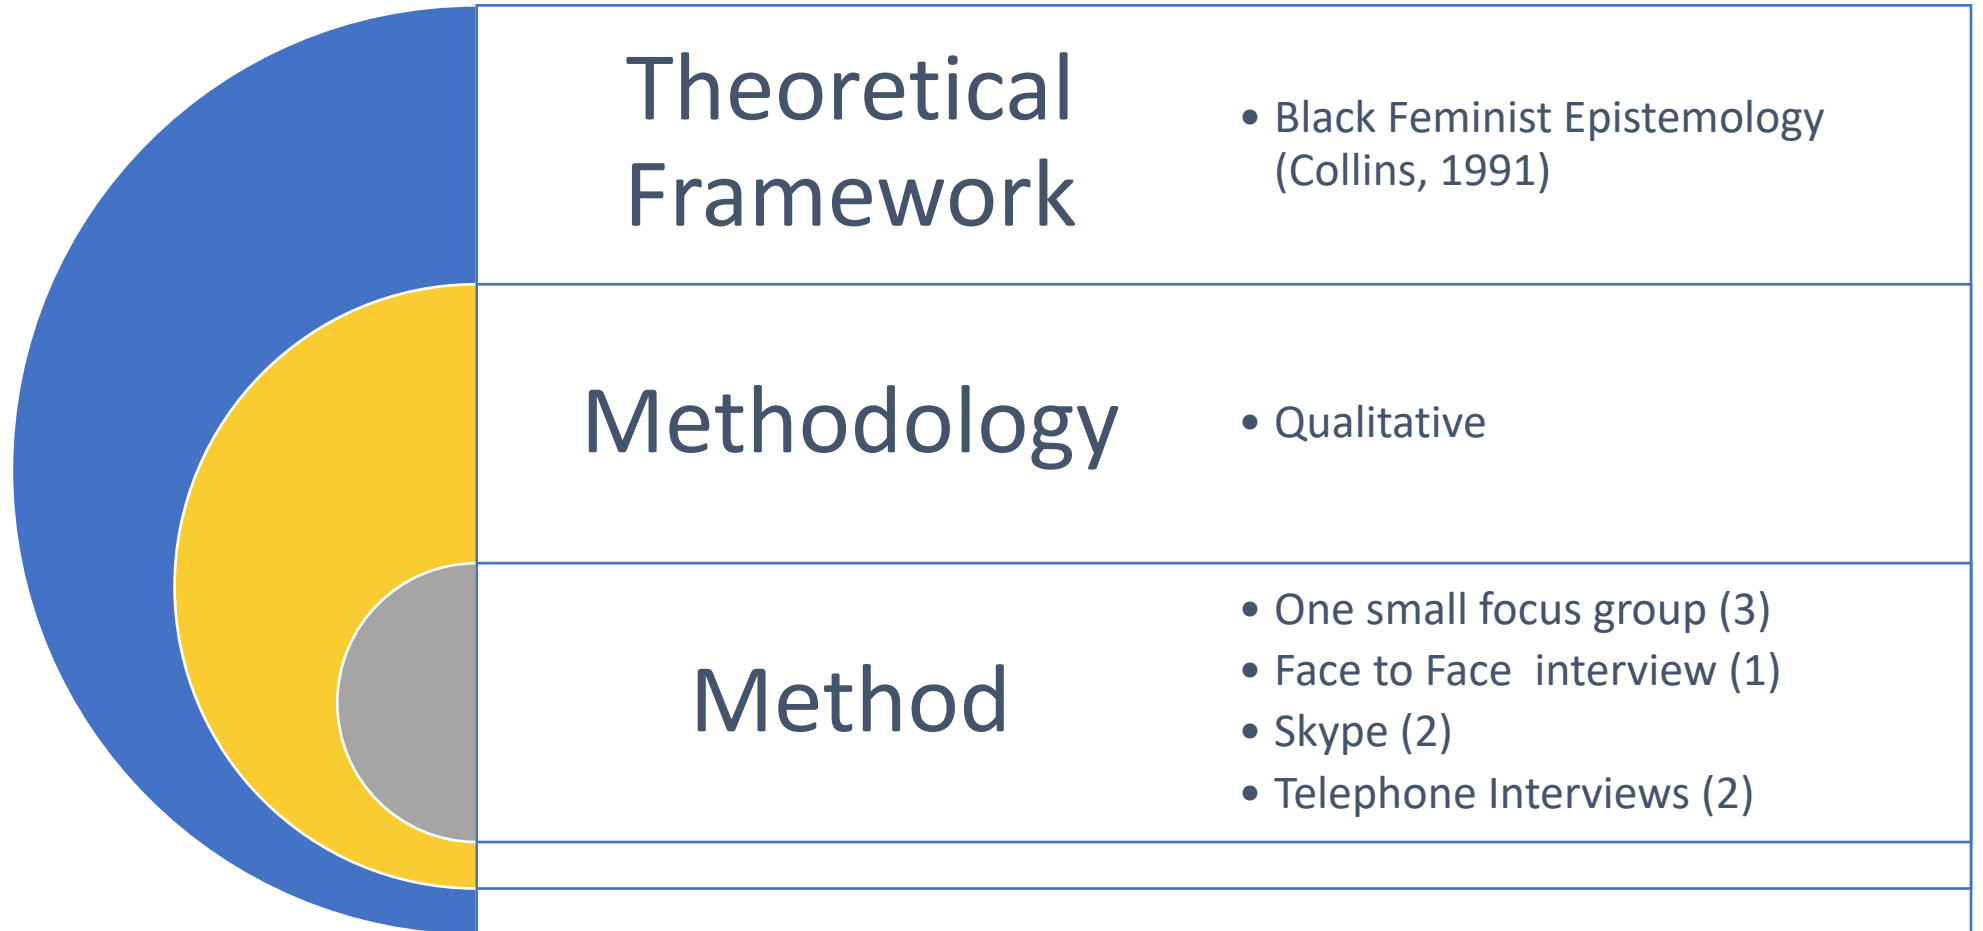 Theoretical
Framework
• Black Feminist Epistemology
(Collins, 1991)
Methodology
• Qualitative
Method
• One small focus group (3)
• Face to Face  interview (1)
• Skype (2)
• Telephone Interviews (2)